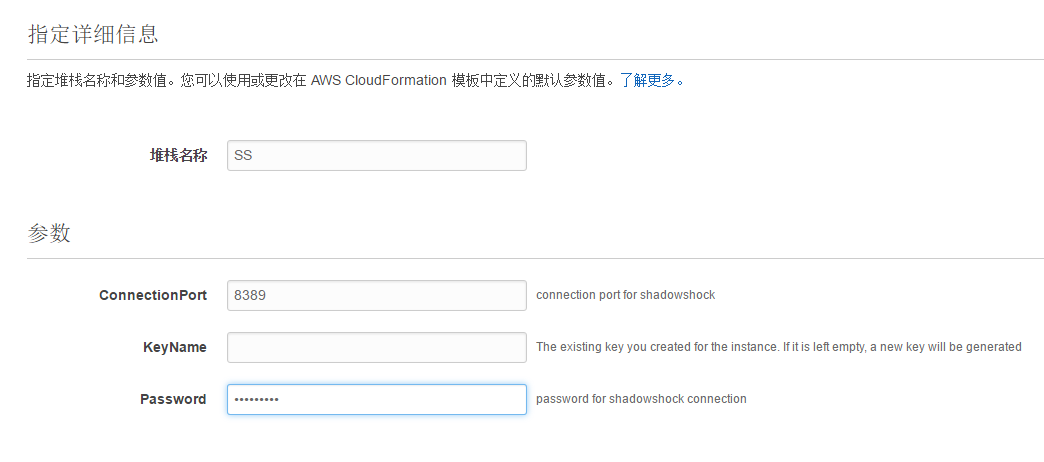 指定详细信息
指定堆栈名称和参数值。您可以使用或更改在 AWS CloudFormation 模板中定义的默认参数值。了解更多。
堆栈名称 SS
参数
ConnectionPort 8389 connection port for shadowshock
KeyName The existing key you created for the instance. If it is left empty, a new key will be generated
Password ••••••••• password for shadowshock connection